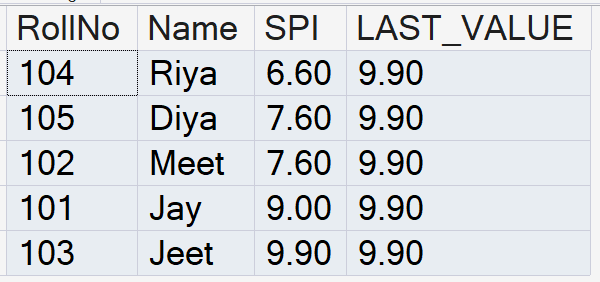 RollNo Name SPI LAST_VALUE
104 Riya 6.60 9.90
105 Diya 7.60 9.90
102 Meet 7.60 9.90
101 Jay 9.00 9.90
103 Jeet 9.90 9.90